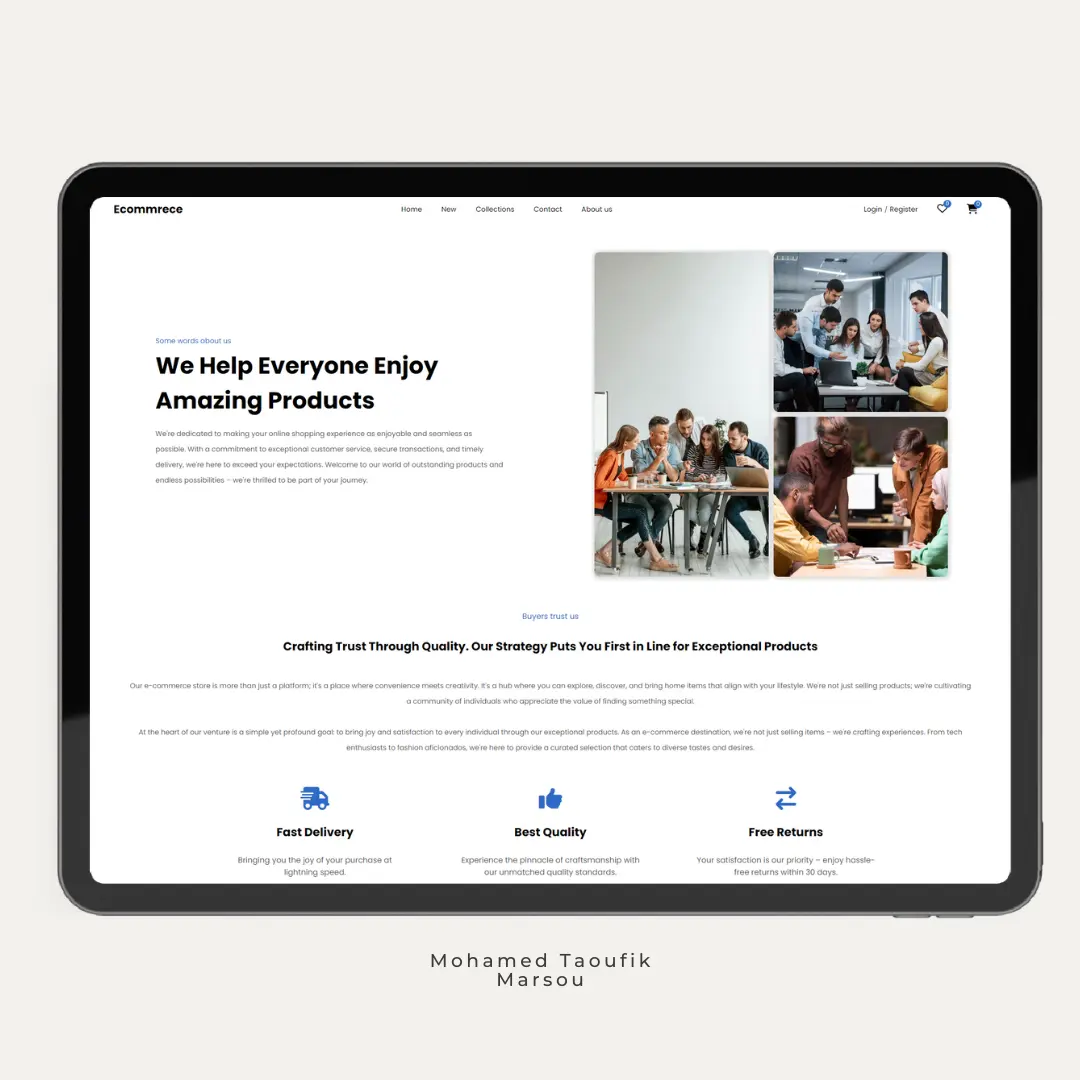 Ecommrece
Home New Collections Contact About us
Login / Register
0
0
Some words about us
We Help Everyone Enjoy
Amazing Products
We're dedicated to making your online shopping experience as enjoyable and seamless as
possible. With a commitment to exceptional customer service, secure transactions, and timely
delivery, we're here to exceed your expectations. Welcome to our world of outstanding products and
endless possibilities – we're thrilled to be part of your journey.
Buyers trust us
Crafting Trust Through Quality. Our Strategy Puts You First in Line for Exceptional Products
Our e-commerce store is more than just a platform; it's a place where convenience meets creativity. It's a hub where you can explore, discover, and bring home items that align with your lifestyle. We're not just selling products; we're cultivating
a community of individuals who appreciate the value of finding something special.
At the heart of our venture is a simple yet profound goal: to bring joy and satisfaction to every individual through our exceptional products. As an e-commerce destination, we're not just selling items – we're crafting experiences. From tech
enthusiasts to fashion aficionados, we're here to provide a curated selection that caters to diverse tastes and desires.
Fast Delivery
Bringing you the joy of your purchase at
lightning speed.
Best Quality
Experience the pinnacle of craftsmanship with
our unmatched quality standards.
Free Returns
Your satisfaction is our priority – enjoy hassle-
free returns within 30 days.
Mohamed Taoufik
Marsou